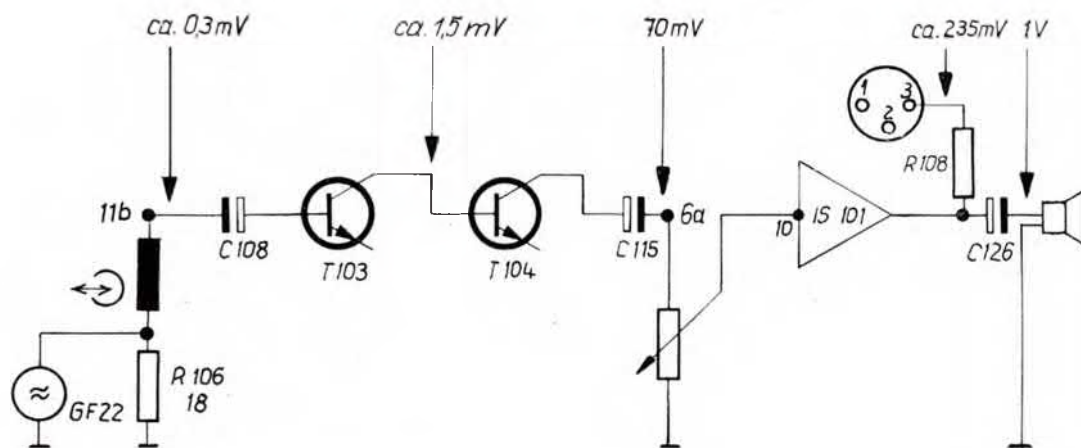 ca. 0,3mV
ca. 1,5mV
70mV
ca. 235mV 1V
1
3
2
R108
11b
6a
10
IS 101
C108
T103
T104
C115
C126
GF22
R106
18